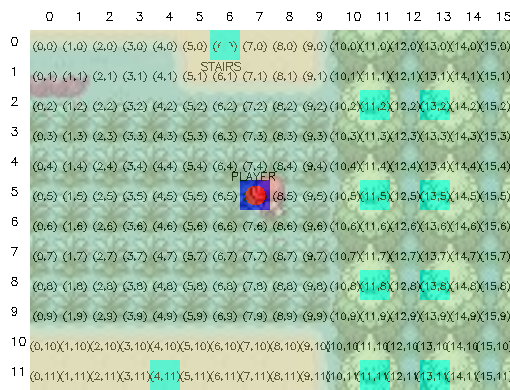 0 1 2 3 4 5 6 7 8 9 10 11 12 13 14 15
0 (0,0) (1,0) (2,0) (3,0) (4,0) (5,0) (7,0) (8,0) (9,0) (10,0) (11,0) (12,0) (13,0) (14,0) (15,0)
STAIRS
1 (0,1) (1,1) (2,1) (3,1) (4,1) (5,1) (6,1) (7,1) (8,1) (9,1) (10,1) (11,1) (12,1) (13,1) (14,1) (15,1)
2 (0,2) (1,2) (2,2) (3,2) (4,2) (5,2) (6,2) (7,2) (8,2) (9,2) (10,2) (11,2) (12,2) (13,2) (14,2) (15,2)
3 (0,3) (1,3) (2,3) (3,3) (4,3) (5,3) (6,3) (7,3) (8,3) (9,3) (10,3) (11,3) (12,3) (13,3) (14,3) (15,3)
4 (0,4) (1,4) (2,4) (3,4) (4,4) (5,4) (6,4) (7,4) (8,4) (9,4) (10,4) (11,4) (12,4) (13,4) (14,4) (15,4)
PLAYER
5 (0,5) (1,5) (2,5) (3,5) (4,5) (5,5) (6,5) (8,5) (9,5) (10,5) (11,5) (12,5) (13,5) (14,5) (15,5)
6 (0,6) (1,6) (2,6) (3,6) (4,6) (5,6) (6,6) (7,6) (8,6) (9,6) (10,6) (11,6) (12,6) (13,6) (14,6) (15,6)
7 (0,7) (1,7) (2,7) (3,7) (4,7) (5,7) (6,7) (7,7) (8,7) (9,7) (10,7) (11,7) (12,7) (13,7) (14,7) (15,7)
8 (0,8) (1,8) (2,8) (3,8) (4,8) (5,8) (6,8) (7,8) (8,8) (9,8) (10,8) (11,8) (12,8) (13,8) (14,8) (15,8)
9 (0,9) (1,9) (2,9) (3,9) (4,9) (5,9) (6,9) (7,9) (8,9) (9,9) (10,9) (11,9) (12,9) (13,9) (14,9) (15,9)
10 (0,10) (1,10) (2,10) (3,10) (4,10) (5,10) (6,10) (7,10) (8,10) (9,10) (10,10) (11,10) (12,10) (13,10) (14,10) (15,10)
11 (0,11) (1,11) (2,11) (3,11) (4,11) (5,11) (6,11) (7,11) (8,11) (9,11) (10,11) (11,11) (12,11) (13,11) (14,11) (15,11)